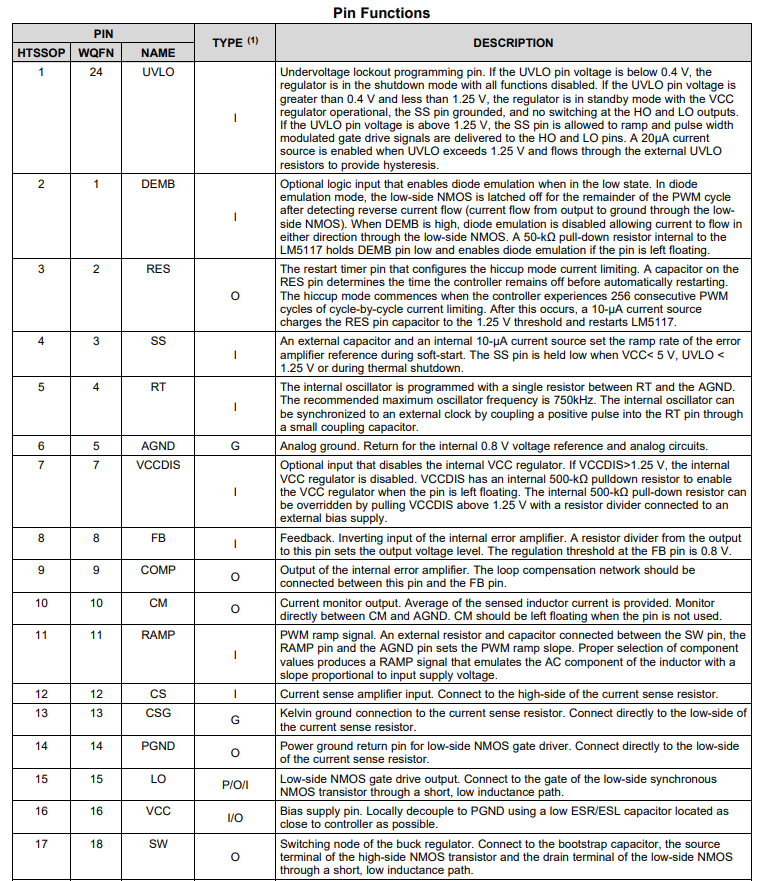 Pin Functions
PIN
TYPE (1)
DESCRIPTION
HTSSOP WQFN NAME
1 24 UVLO I
Undervoltage lockout programming pin. If the UVLO pin voltage is below 0.4 V, the
regulator is in the shutdown mode with all functions disabled. If the UVLO pin voltage is
greater than 0.4 V and less than 1.25 V, the regulator is in standby mode with the VCC
regulator operational, the SS pin grounded, and no switching at the HO and LO outputs.
If the UVLO pin voltage is above 1.25 V, the SS pin is allowed to ramp and pulse width
modulated gate drive signals are delivered to the HO and LO pins. A 20μA current
source is enabled when UVLO exceeds 1.25 V and flows through the external UVLO
resistors to provide hysteresis.
2 1 DEMB I
Optional logic input that enables diode emulation when in the low state. In diode
emulation mode, the low-side NMOS is latched off for the remainder of the PWM cycle
after detecting reverse current flow (current flow from output to ground through the low-
side NMOS). When DEMB is high, diode emulation is disabled allowing current to flow in
either direction through the low-side NMOS. A 50-kΩ pull-down resistor internal to the
LM5117 holds DEMB pin low and enables diode emulation if the pin is left floating.
3 2 RES O
The restart timer pin that configures the hiccup mode current limiting. A capacitor on the
RES pin determines the time the controller remains off before automatically restarting.
The hiccup mode commences when the controller experiences 256 consecutive PWM
cycles of cycle-by-cycle current limiting. After this occurs, a 10-μA current source
charges the RES pin capacitor to the 1.25 V threshold and restarts LM5117.
4 3 SS I
An external capacitor and an internal 10-μA current source set the ramp rate of the error
amplifier reference during soft-start. The SS pin is held low when VCC< 5 V, UVLO <
1.25 V or during thermal shutdown.
5 4 RT I
The internal oscillator is programmed with a single resistor between RT and the AGND.
The recommended maximum oscillator frequency is 750kHz. The internal oscillator can
be synchronized to an external clock by coupling a positive pulse into the RT pin through
a small coupling capacitor.
6 5 AGND G
Analog ground. Return for the internal 0.8 V voltage reference and analog circuits.
7 7 VCCDIS I
Optional input that disables the internal VCC regulator. If VCCDIS>1.25 V, the internal
VCC regulator is disabled. VCCDIS has an internal 500-kΩ pulldown resistor to enable
the VCC regulator when the pin is left floating. The internal 500-kΩ pull-down resistor can
be overridden by pulling VCCDIS above 1.25 V with a resistor divider connected to an
external bias supply.
8 8 FB I
Feedback. Inverting input of the internal error amplifier. A resistor divider from the output
to this pin sets the output voltage level. The regulation threshold at the FB pin is 0.8 V.
9 9 COMP O
Output of the internal error amplifier. The loop compensation network should be
connected between this pin and the FB pin.
10 10 CM O
Current monitor output. Average of the sensed inductor current is provided. Monitor
directly between CM and AGND. CM should be left floating when the pin is not used.
11 11 RAMP I
PWM ramp signal. An external resistor and capacitor connected between the SW pin, the
RAMP pin and the AGND pin sets the PWM ramp slope. Proper selection of component
values produces a RAMP signal that emulates the AC component of the inductor with a
slope proportional to input supply voltage.
12 12 CS I
Current sense amplifier input. Connect to the high-side of the current sense resistor.
13 13 CSG G
Kelvin ground connection to the current sense resistor. Connect directly to the low-side of
the current sense resistor.
14 14 PGND O
Power ground return pin for low-side NMOS gate driver. Connect directly to the low-side
of the current sense resistor.
15 15 LO P/O/I
Low-side NMOS gate drive output. Connect to the gate of the low-side synchronous
NMOS transistor through a short, low inductance path.
16 16 VCC I/O
Bias supply pin. Locally decouple to PGND using a low ESR/ESL capacitor located as
close to controller as possible.
17 18 SW O
Switching node of the buck regulator. Connect to the bootstrap capacitor, the source
terminal of the high-side NMOS transistor and the drain terminal of the low-side NMOS
through a short, low inductance path.